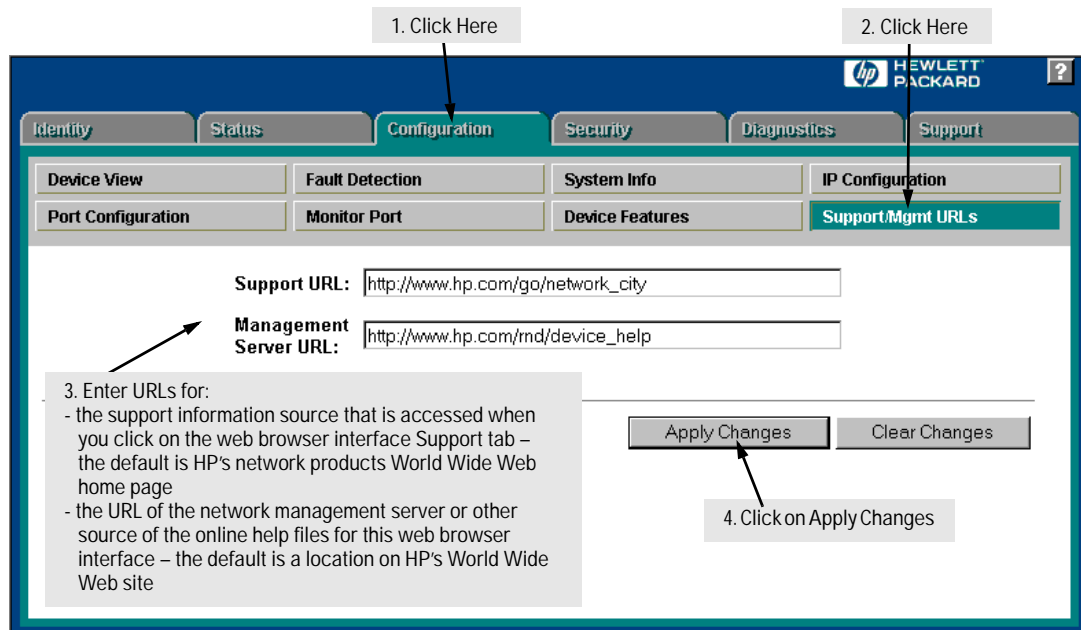 1. Click Here
2. Click Here
hp HEWLETT
PACKARD
?
Identity Status Configuration Security Diagnostics Support
Device View Fault Detection System Info IP Configuration
Port Configuration Monitor Port Device Features Support/Mgmt URLs
Support URL: http://www.hp.com/go/network_city
Management
Server URL: http://www.hp.com/rnd/device_help
3. Enter URLs for:
- the support information source that is accessed when
you click on the web browser interface Support tab –
the default is HP's network products World Wide Web
home page
- the URL of the network management server or other
source of the online help files for this web browser
interface – the default is a location on HP's World Wide
Web site
Apply Changes Clear Changes
4. Click on Apply Changes